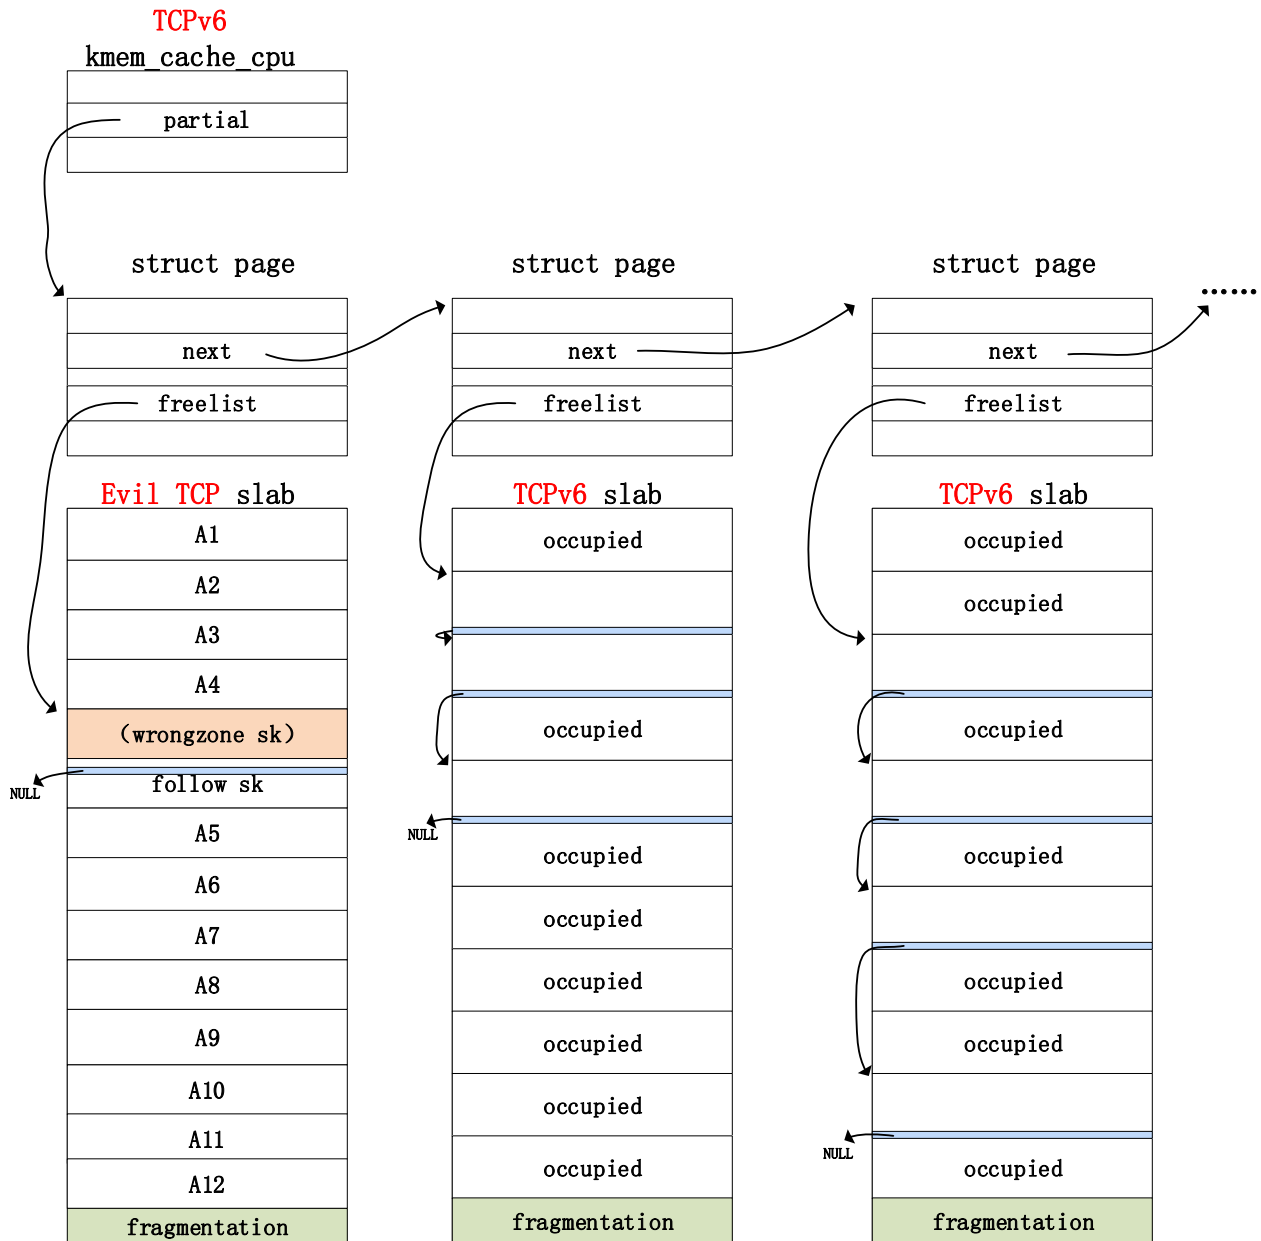 TCPv6
kmem_cache_cpu
partial
struct page
struct page
struct page
......
next
next
next
freelist
freelist
freelist
Evil TCP slab
A1
A2
A3
A4
(wrongzone sk)
NULL
follow sk
A5
A6
A7
A8
A9
A10
A11
A12
fragmentation
TCPv6 slab
occupied
occupied
NULL
occupied
occupied
occupied
occupied
occupied
occupied
fragmentation
TCPv6 slab
occupied
occupied
occupied
occupied
occupied
occupied
NULL
occupied
fragmentation